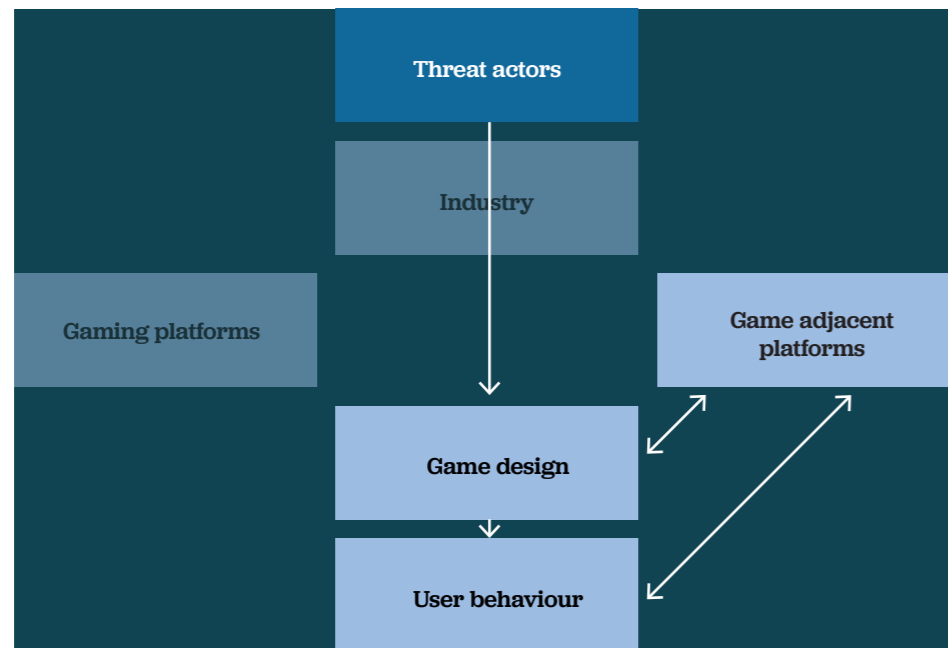 Threat actors
Industry
Gaming platforms
Game adjacent
platforms
Game design
User behaviour